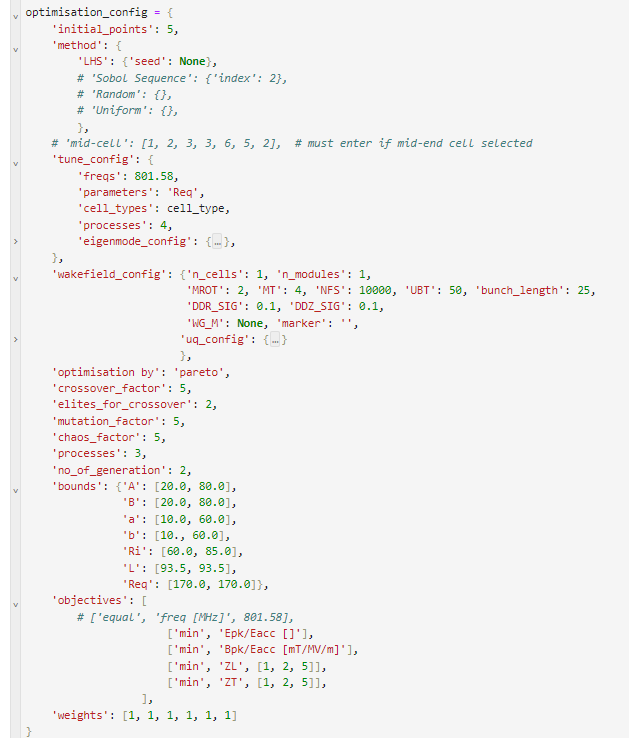 optimisation_config = {
'initial_points': 5,
'method': {
'LHS': {'seed': None},
# 'Sobol Sequence': {'index': 2},
# 'Random': {},
# 'Uniform': {},
},
# 'mid-cell': [1, 2, 3, 3, 6, 5, 2],  # must enter if mid-end cell selected
'tune_config': {
'freqs': 801.58,
'parameters': 'Req',
'cell_types': cell_type,
'processes': 4,
'eigenmode_config': {…},
},
'wakefield_config': {'n_cells': 1, 'n_modules': 1,
'MROT': 2, 'MT': 4, 'NFS': 10000, 'UBT': 50, 'bunch_length': 25,
'DDR_SIG': 0.1, 'DDZ_SIG': 0.1,
'WG_M': None, 'marker': '',
'uq_config': {…}
},
'optimisation by': 'pareto',
'crossover_factor': 5,
'elites_for_crossover': 2,
'mutation_factor': 5,
'chaos_factor': 5,
'processes': 3,
'no_of_generation': 2,
'bounds': {'A': [20.0, 80.0],
'B': [20.0, 80.0],
'a': [10.0, 60.0],
'b': [10., 60.0],
'Ri': [60.0, 85.0],
'L': [93.5, 93.5],
'Req': [170.0, 170.0]},
'objectives': [
# ['equal', 'freq [MHz]', 801.58],
['min', 'Epk/Eacc []'],
['min', 'Bpk/Eacc [mT/MV/m]'],
['min', 'ZL', [1, 2, 5]],
['min', 'ZT', [1, 2, 5]],
],
'weights': [1, 1, 1, 1, 1, 1]
}